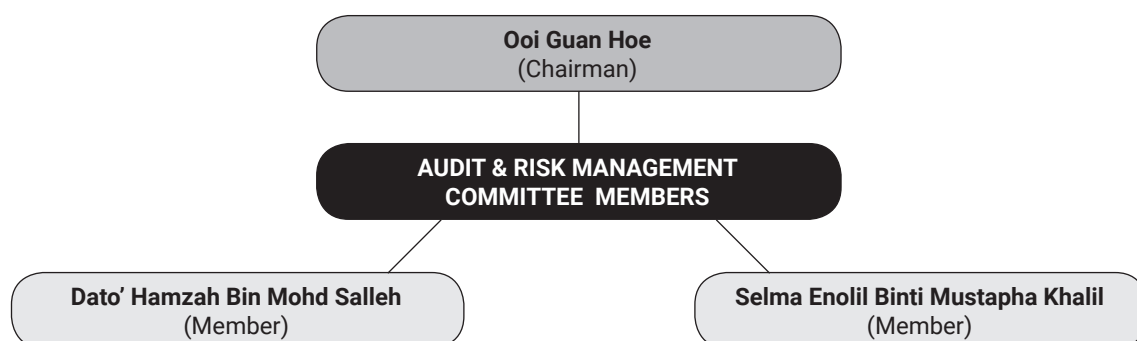 Ooi Guan Hoe
(Chairman)
AUDIT & RISK MANAGEMENT
COMMITTEE MEMBERS
Dato’ Hamzah Bin Mohd Salleh
(Member)
Selma Enolil Binti Mustapha Khalil
(Member)